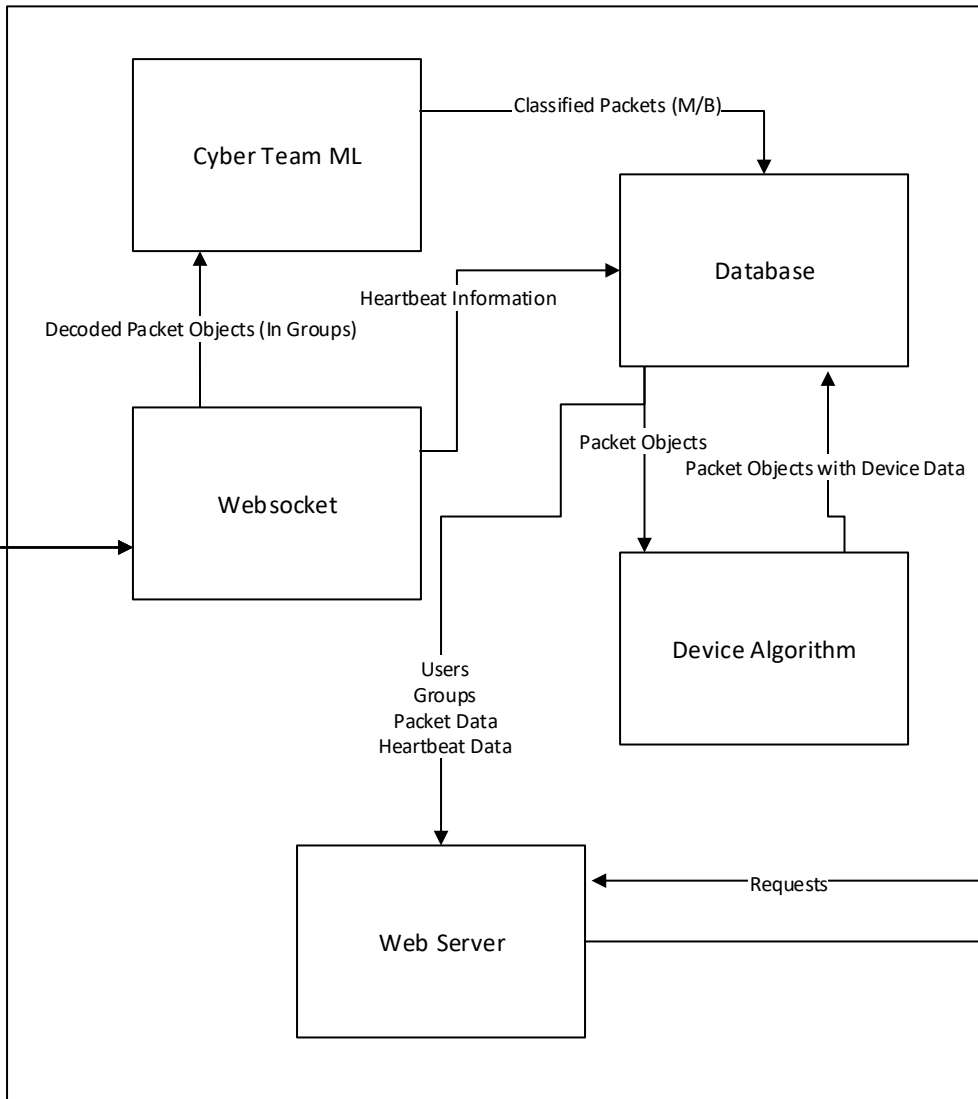 Classified Packets (M/B)
Cyber Team ML
Database
Heartbeat Information
Decoded Packet Objects (In Groups)
Packet Objects
Packet Objects with Device Data
Websocket
Device Algorithm
Users
Groups
Packet Data
Heartbeat Data
Requests
Web Server